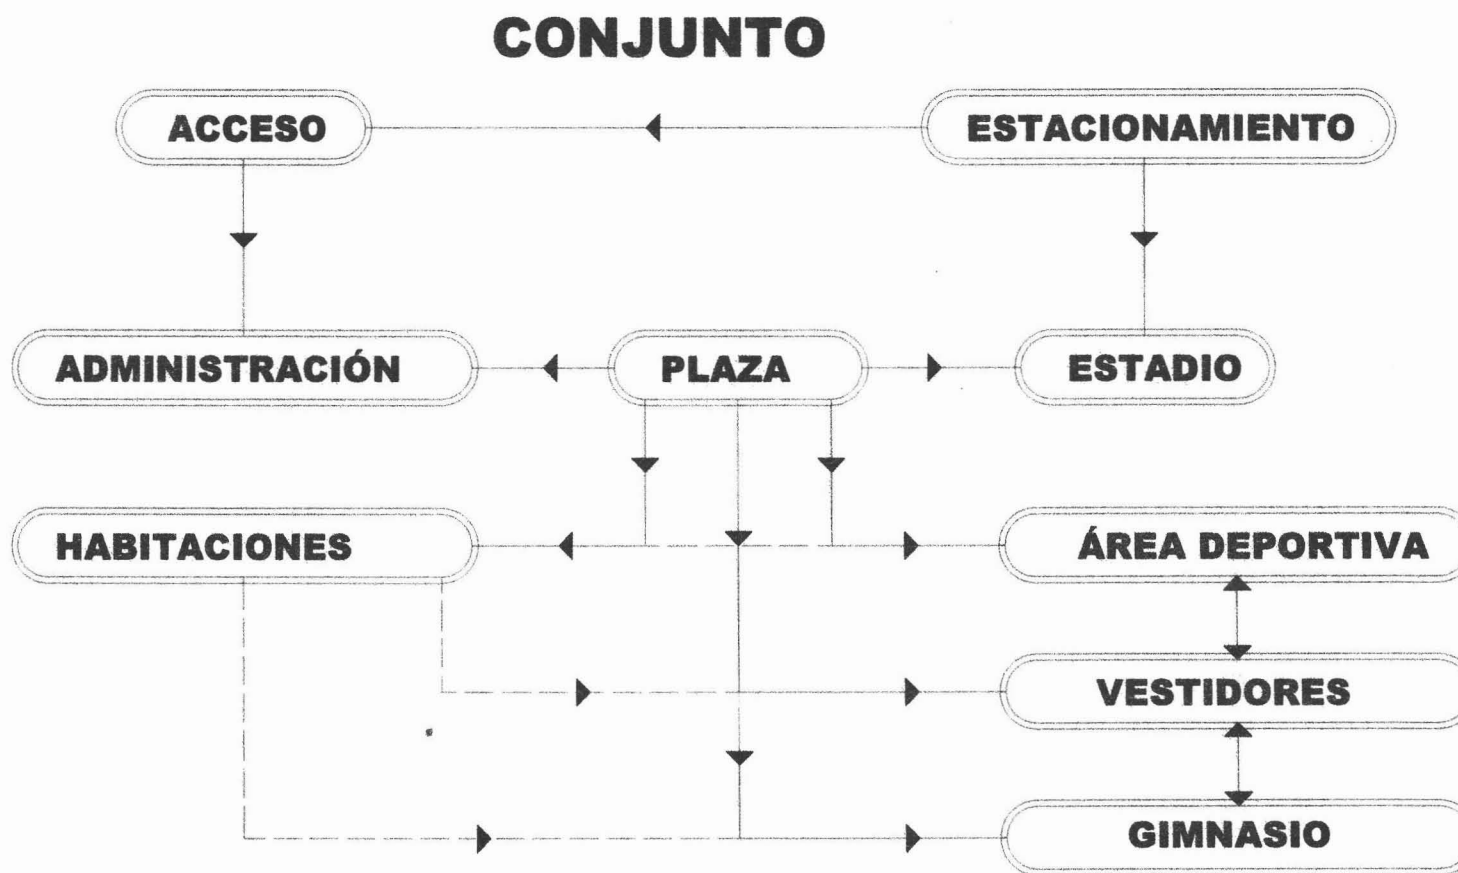 CONJUNTO
ACCESO
ESTACIONAMIENTO
ADMINISTRACIÓN
PLAZA
ESTADIO
HABITACIONES
ÁREA DEPORTIVA
VESTIDORES
GIMNASIO